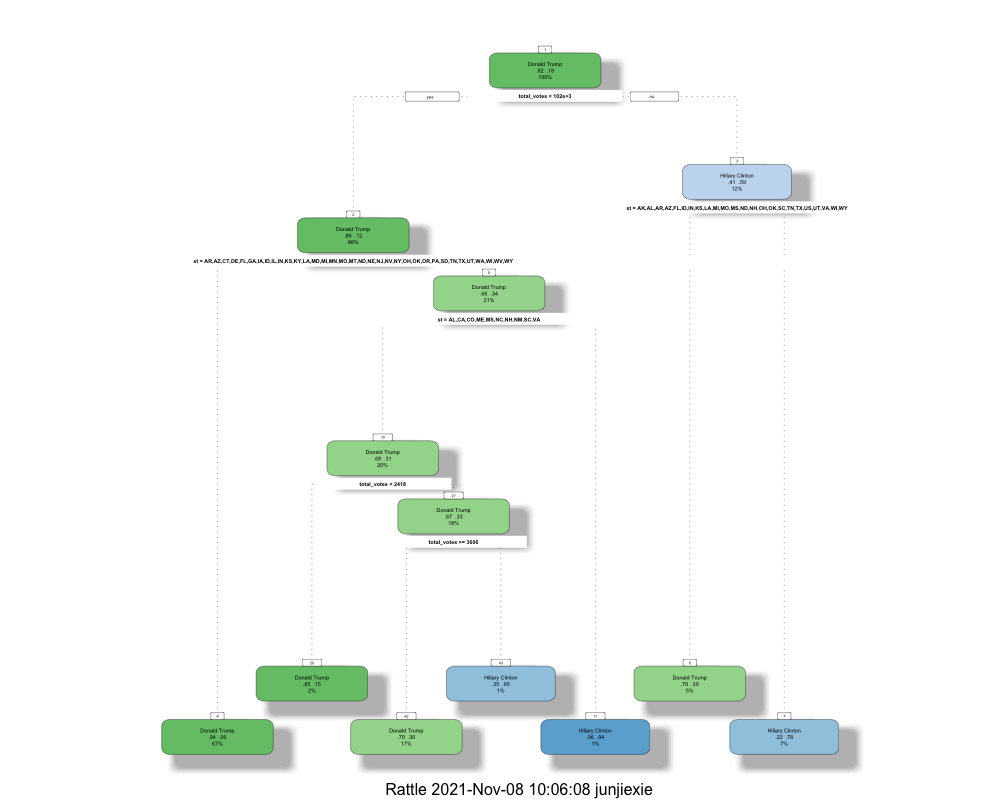 1
Donald Trump
.82 .18
100%
total_votes < 102e+3
yes
no
3
Hillary Clinton
.41 .59
12%
st = AK,AL,AR,AZ,FL,ID,IN,KS,LA,MI,MO,MS,ND,NH,OH,OK,SC,TN,TX,US,UT,VA,WI,WY
2
Donald Trump
.88 .12
88%
st = AR,AZ,CT,DE,FL,GA,IA,ID,IL,IN,KS,KY,LA,MD,MI,MN,MO,MT,ND,NE,NJ,NV,NY,OH,OK,OR,PA,SD,TN,TX,UT,WA,WI,WV,WY
5
Donald Trump
.66 .34
21%
st = AL,CA,CO,ME,MS,NC,NH,NM,SC,VA
10
Donald Trump
.69 .31
20%
total_votes < 2418
21
Donald Trump
.67 .33
18%
total_votes >= 3606
20
Donald Trump
.85 .15
2%
43
Hillary Clinton
.35 .65
1%
6
Donald Trump
.70 .30
5%
4
Donald Trump
.94 .06
67%
42
Donald Trump
.70 .30
17%
11
Hillary Clinton
.06 .94
1%
7
Hillary Clinton
.22 .78
7%
Rattle 2021-Nov-08 10:06:08 junjiexie